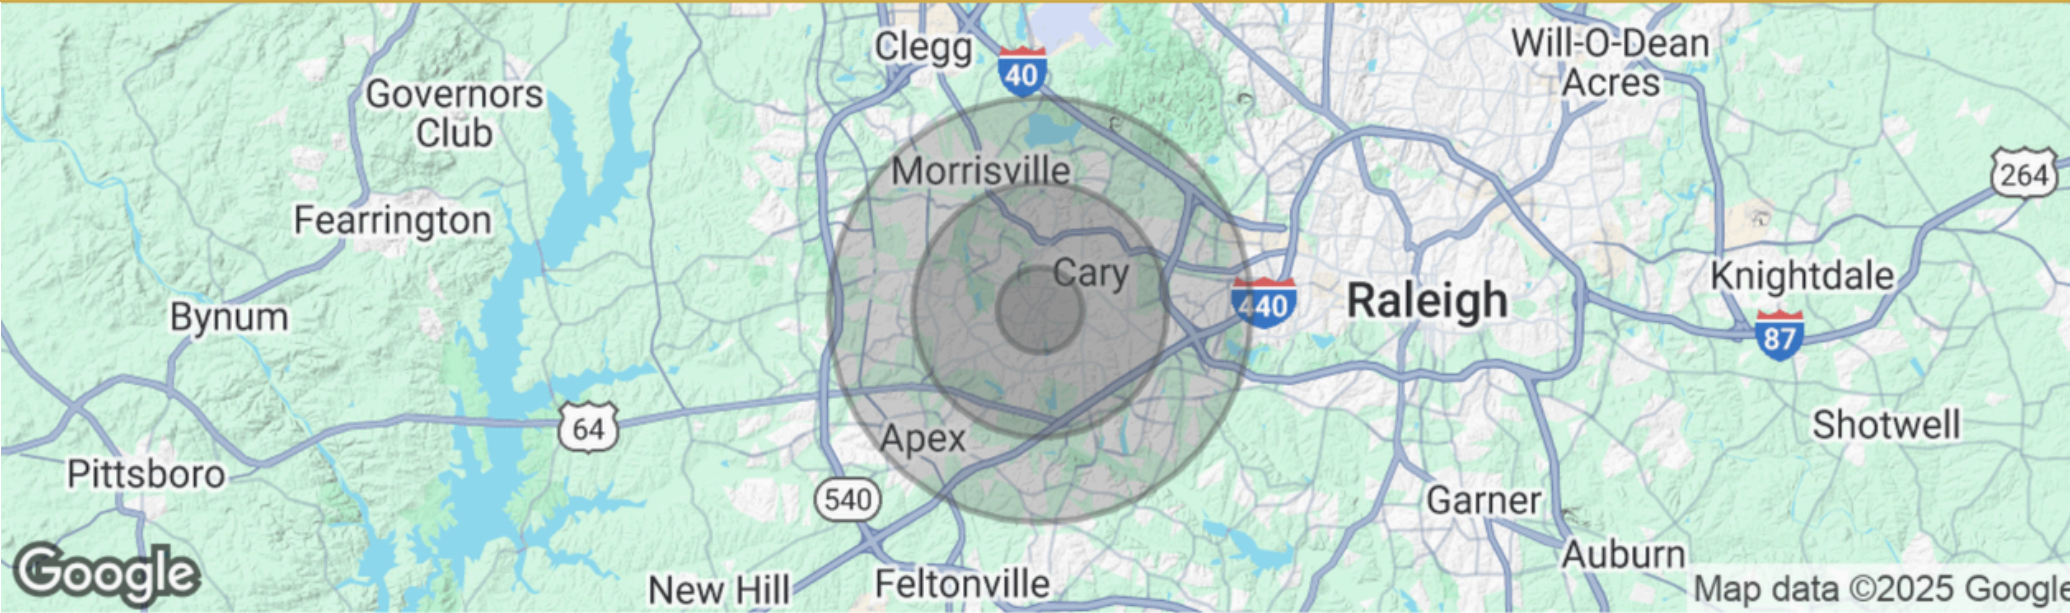 Clegg
40
Will-O-Dean
Acres
Governors
Club
Morrisville
264
Fearrington
Cary
Knightdale
440
Raleigh
Bynum
87
64
Apex
Shotwell
Pittsboro
540
Garner
Auburn
Google
New Hill
Feltonville
Map data ©2025 Google